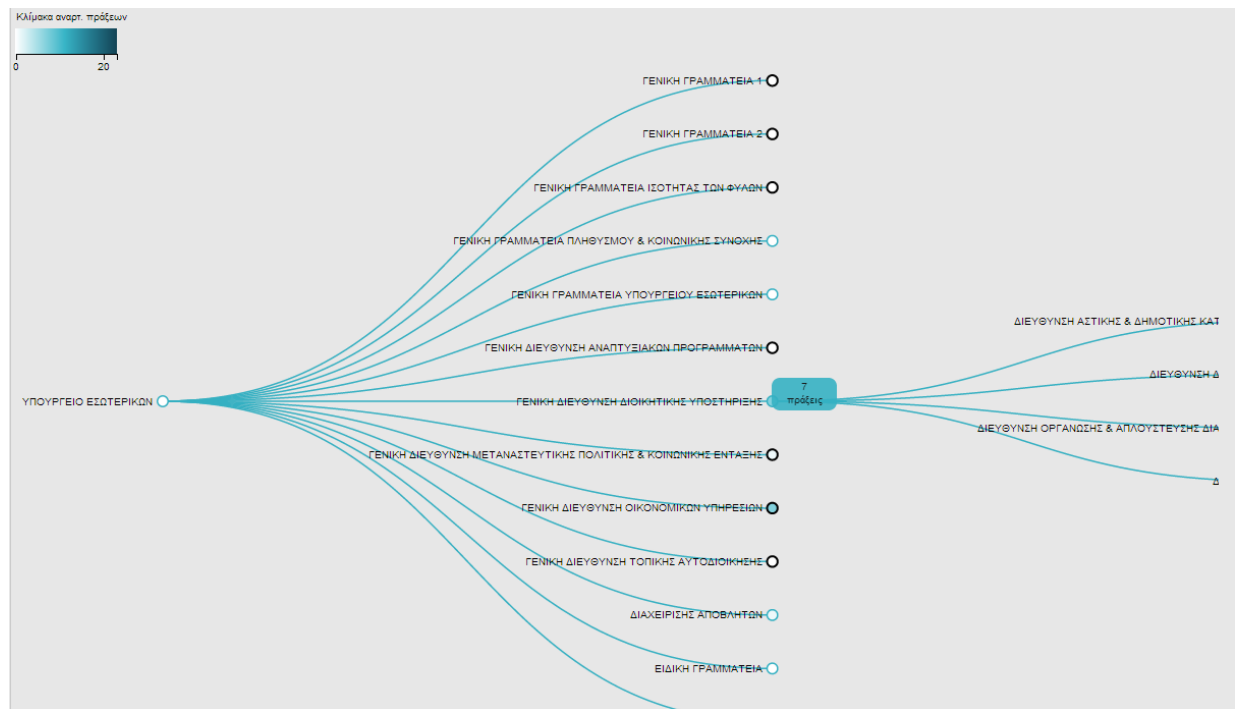 Κλίμακα αναρτ. πράξεων
0 20
ΓΕΝΙΚΗ ΓΡΑΜΜΑΤΕΙΑ 1
ΓΕΝΙΚΗ ΓΡΑΜΜΑΤΕΙΑ 2
ΓΕΝΙΚΗ ΓΡΑΜΜΑΤΕΙΑ ΙΣΟΤΗΤΑΣ ΤΩΝ ΦΥΛΩΝ
ΓΕΝΙΚΗ ΓΡΑΜΜΑΤΕΙΑ ΠΛΗΘΥΣΜΟΥ & ΚΟΙΝΩΝΙΚΗΣ ΣΥΝΟΧΗΣ
ΓΕΝΙΚΗ ΓΡΑΜΜΑΤΕΙΑ ΥΠΟΥΡΓΕΙΟΥ ΕΣΩΤΕΡΙΚΩΝ
ΓΕΝΙΚΗ ΔΙΕΥΘΥΝΣΗ ΑΝΑΠΤΥΞΙΑΚΩΝ ΠΡΟΓΡΑΜΜΑΤΩΝ
ΥΠΟΥΡΓΕΙΟ ΕΣΩΤΕΡΙΚΩΝ
ΓΕΝΙΚΗ ΔΙΕΥΘΥΝΣΗ ΔΙΟΙΚΗΤΙΚΗΣ ΥΠΟΣΤΗΡΙΞΗΣ
7
πράξεις
ΓΕΝΙΚΗ ΔΙΕΥΘΥΝΣΗ ΜΕΤΑΝΑΣΤΕΥΤΙΚΗΣ ΠΟΛΙΤΙΚΗΣ & ΚΟΙΝΩΝΙΚΗΣ ΕΝΤΑΞΗΣ
ΓΕΝΙΚΗ ΔΙΕΥΘΥΝΣΗ ΟΙΚΟΝΟΜΙΚΩΝ ΥΠΗΡΕΣΙΩΝ
ΓΕΝΙΚΗ ΔΙΕΥΘΥΝΣΗ ΤΟΠΙΚΗΣ ΑΥΤΟΔΙΟΙΚΗΣΗΣ
ΔΙΑΧΕΙΡΙΣΗΣ ΑΠΟΒΛΗΤΩΝ
ΕΙΔΙΚΗ ΓΡΑΜΜΑΤΕΙΑ
ΔΙΕΥΘΥΝΣΗ ΑΣΤΙΚΗΣ & ΔΗΜΟΤΙΚΗΣ ΚΑΤ
ΔΙΕΥΘΥΝΣΗ Δ
ΔΙΕΥΘΥΝΣΗ ΟΡΓΑΝΩΣΗΣ & ΑΠΛΟΥΣΤΕΥΣΗΣ ΔΙΑ
Δ